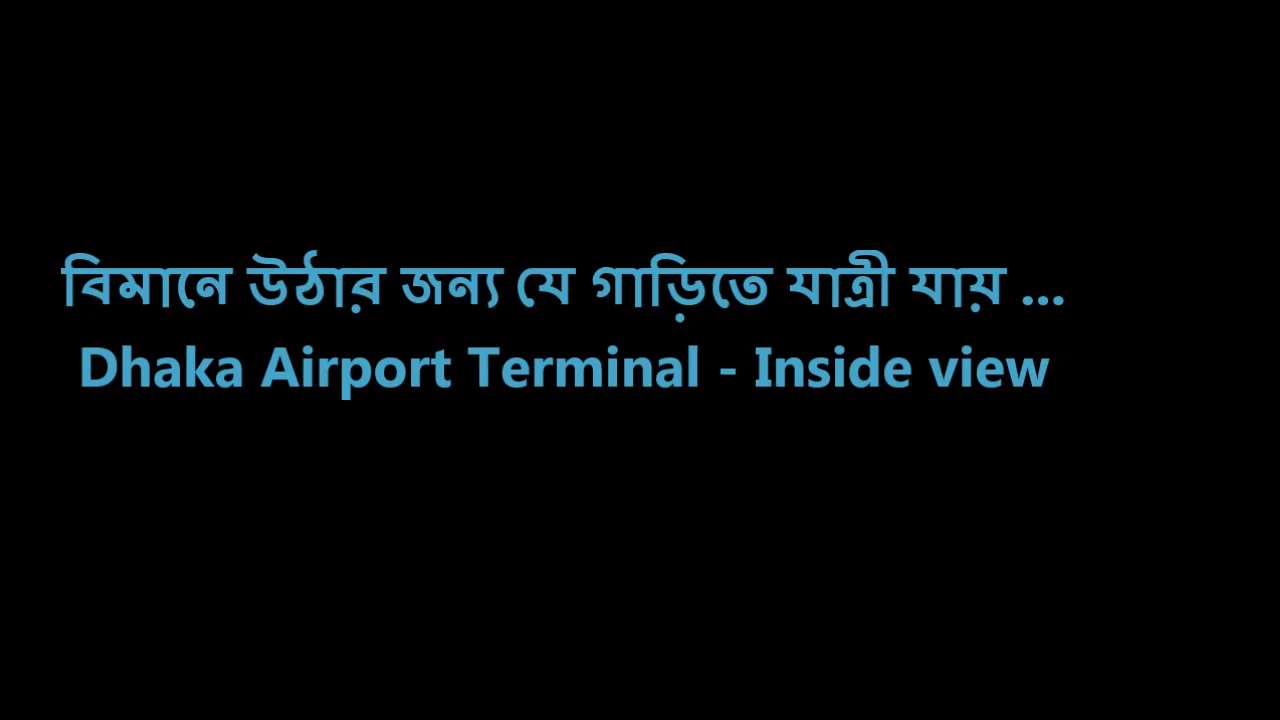 বিমানে উঠার জন্য যে গাড়িতে যাত্রী যায় ...
Dhaka Airport Terminal - Inside view